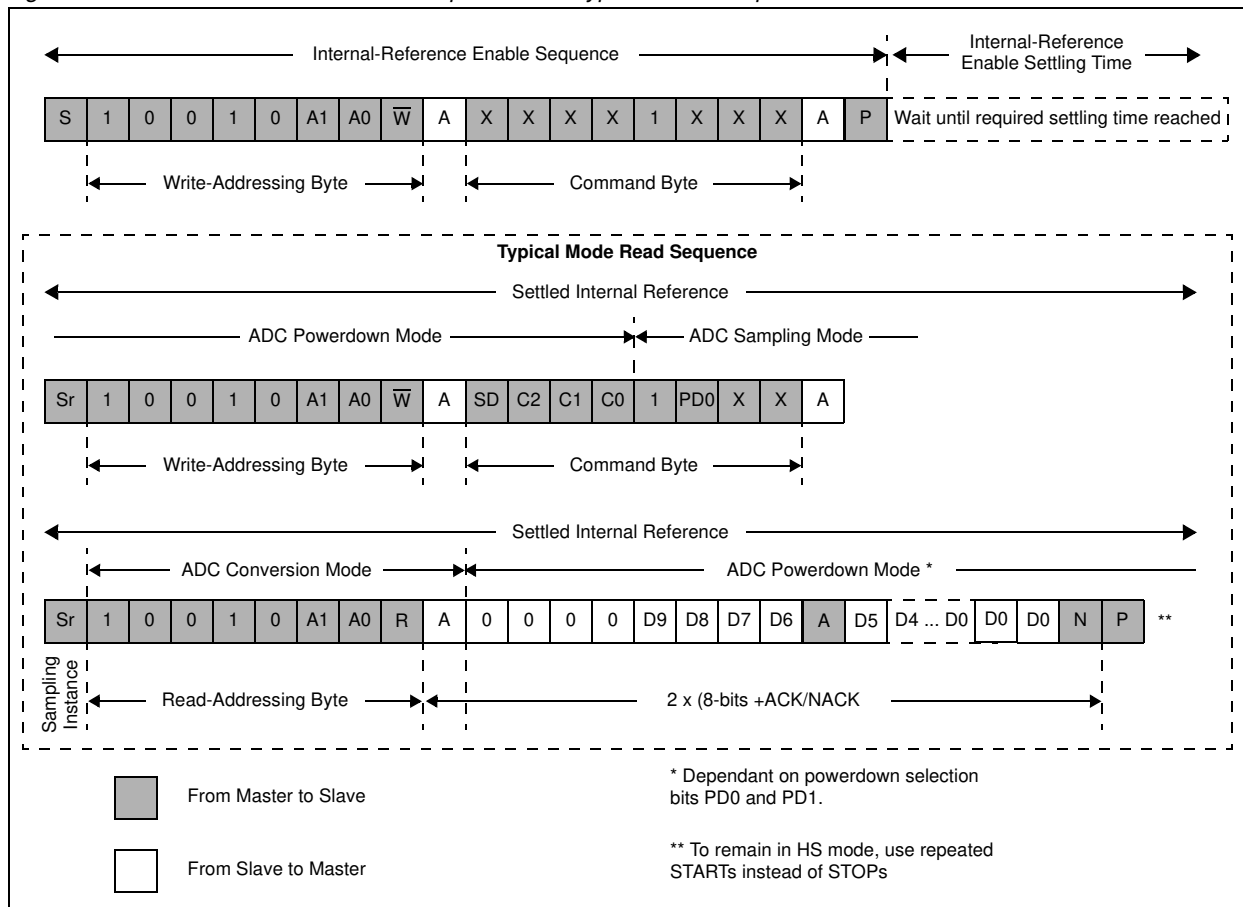 Internal-Reference Enable Sequence
Internal-Reference
Enable Settling Time
S 1 0 0 1 0 A1 A0 W̅ A X X X X 1 X X X A P Wait until required settling time reached
Write-Addressing Byte
Command Byte
Typical Mode Read Sequence
Settled Internal Reference
ADC Powerdown Mode
ADC Sampling Mode
Sr 1 0 0 1 0 A1 A0 W̅ A SD C2 C1 C0 1 PD0 X X A
Write-Addressing Byte
Command Byte
Settled Internal Reference
ADC Conversion Mode
ADC Powerdown Mode *
Sr 1 0 0 1 0 A1 A0 R A 0 0 0 0 D9 D8 D7 D6 A D5 D4 ... D0 D0 D0 N P **
Sampling
Instance
Read-Addressing Byte
2 x (8-bits +ACK/NACK
From Master to Slave
* Dependant on powerdown selection
bits PD0 and PD1.
From Slave to Master
** To remain in HS mode, use repeated
STARTs instead of STOPs